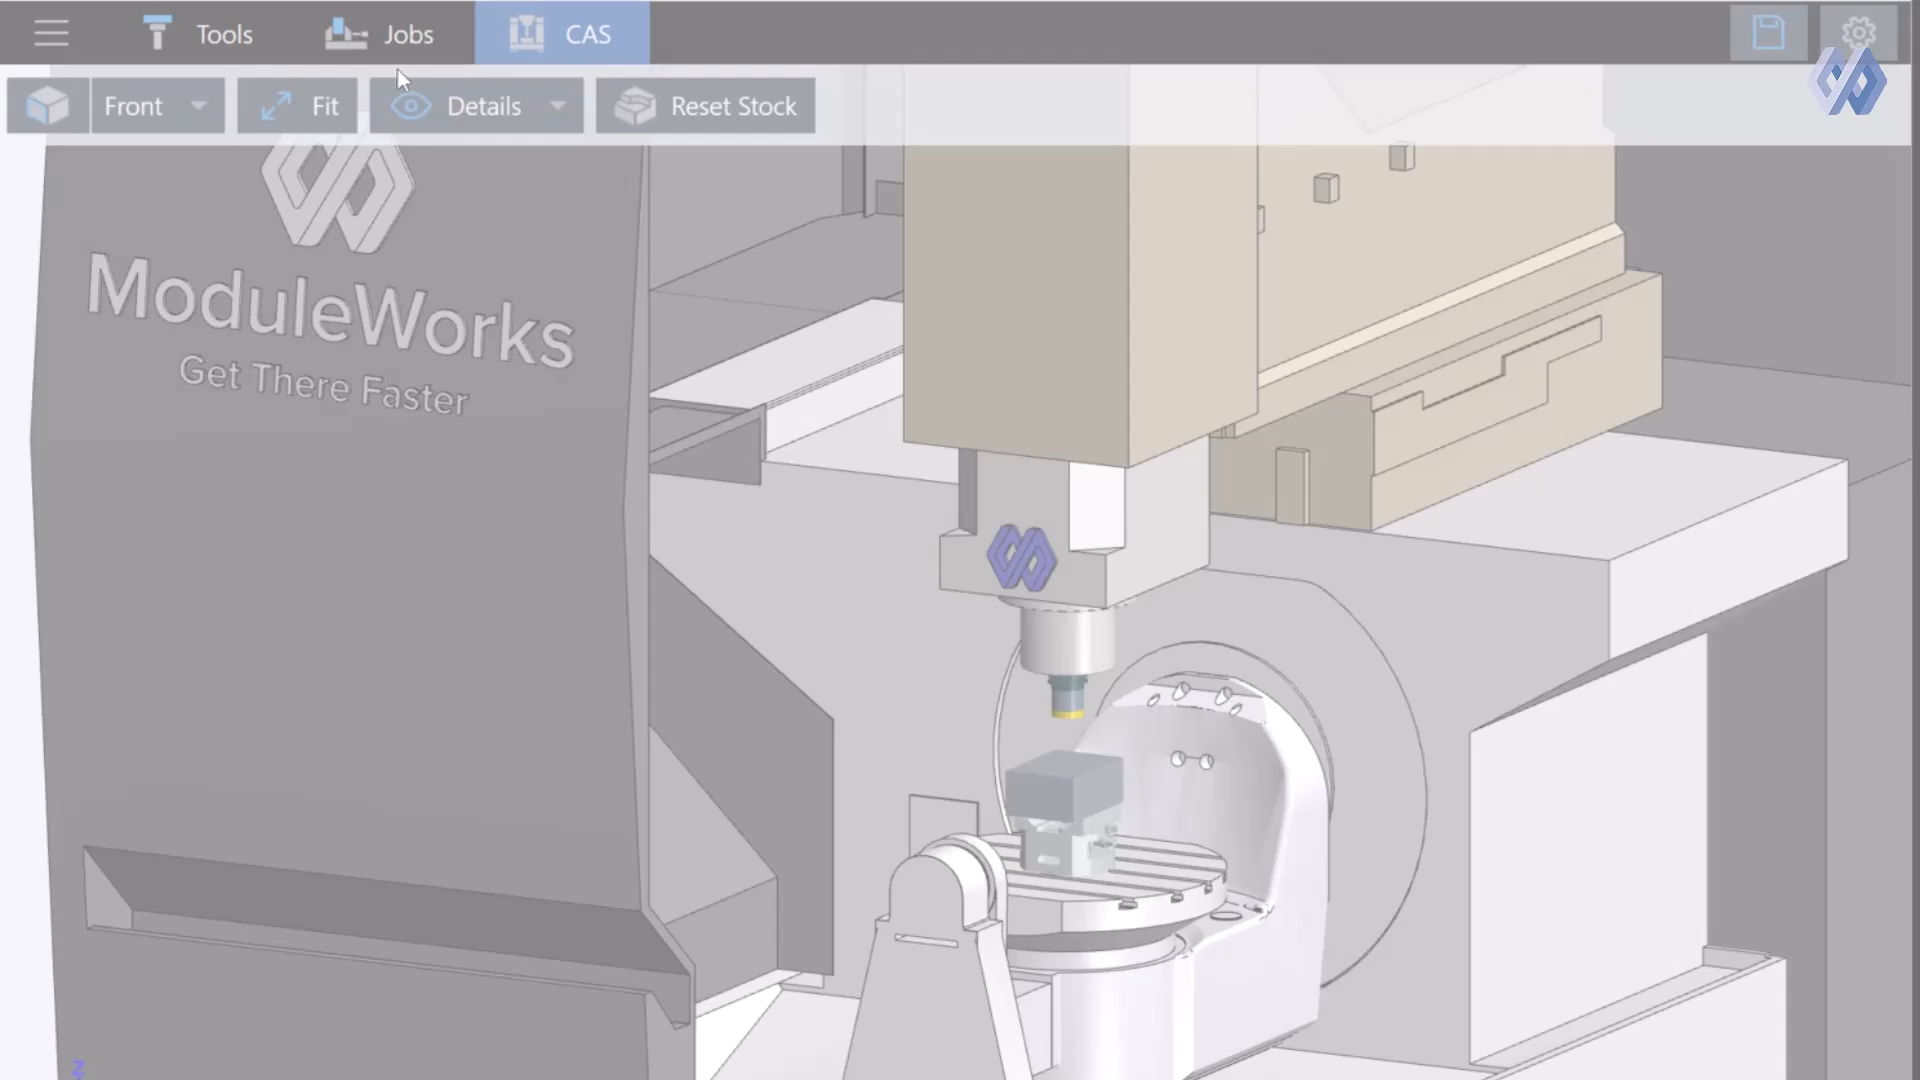 Tools
Jobs
CAS
Front
Fit
Details
Reset Stock
ModuleWorks
Get There Faster
Z